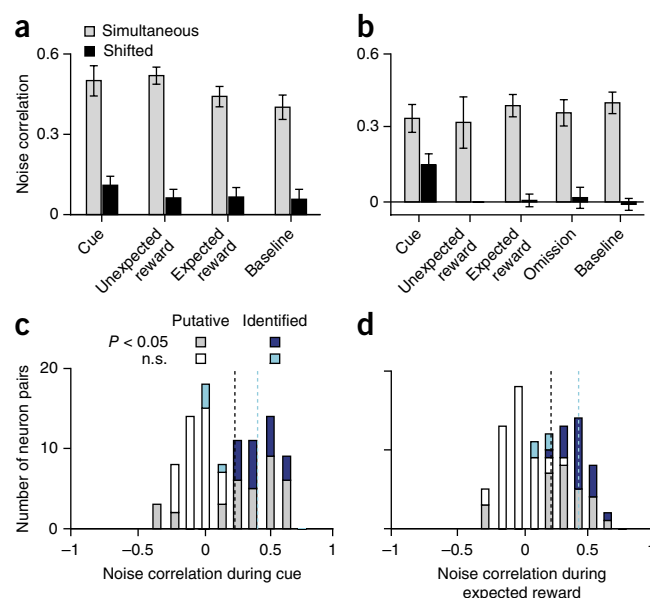 a
Simultaneous
Shifted
0.6
0.3
0
Noise correlation
Cue
Unexpected
reward
Expected
reward
Baseline
b
0.6
0.3
0
Cue
Unexpected
reward
Expected
reward
Omission
Baseline
c
Putative Identified
P < 0.05
n.s.
20
10
0
Number of neuron pairs
−1 −0.5 0 0.5 1
Noise correlation during cue
d
−1 −0.5 0 0.5 1
Noise correlation during
expected reward